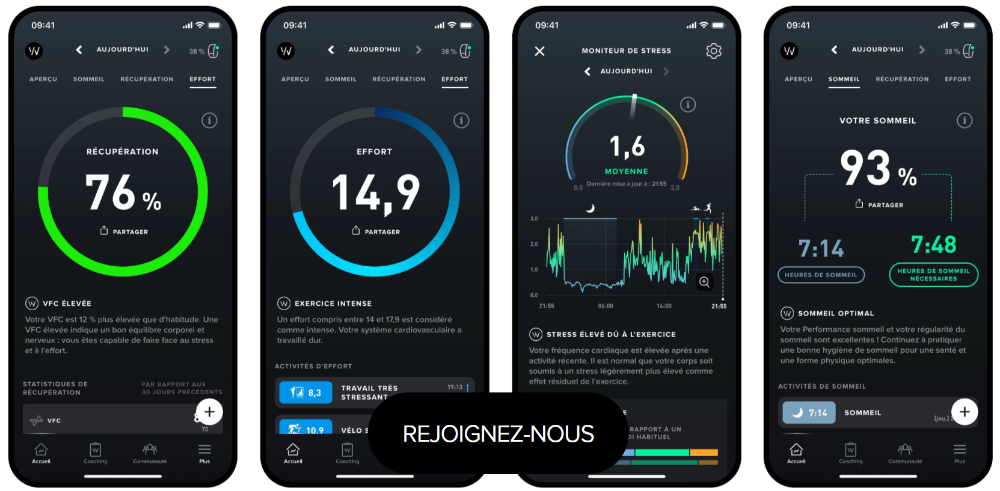 09:41
AUJOURD'HUI
38 %
APERÇU SOMMEIL RÉCUPÉRATION EFFORT
RÉCUPÉRATION
76 %
PARTAGER
VFC ÉLEVÉE
Votre VFC est 12 % plus élevée que d'habitude. Une
VFC élevée indique un bon équilibre corporel et
nerveux : vous êtes capable de faire face au stress
et à l'effort.
STATISTIQUES DE
RÉCUPÉRATION
PAR RAPPORT AUX
30 JOURS PRÉCÉDENTS
VFC
70
Accueil Coaching Communauté Plus
09:41
AUJOURD'HUI
38 %
APERÇU SOMMEIL RÉCUPÉRATION EFFORT
EFFORT
14,9
PARTAGER
EXERCICE INTENSE
Un effort compris entre 14 et 17,9 est considéré
comme intense. Votre système cardiovasculaire a
travaillé dur.
ACTIVITÉS D'EFFORT
8,3 TRAVAIL TRÈS
STRESSANT
19:13
10,9 VÉLO
Accueil Coaching
09:41
MONITEUR DE STRESS
AUJOURD'HUI
1,6
MOYENNE
Dernière mise à jour à : 21:55
0,0 3,0
3,0
2,0
1,0
0,0
21:55 06:00 14:00 21:55
STRESS ÉLEVÉ DÛ À L'EXERCICE
Votre fréquence cardiaque est élevée après une
activité récente. Il est normal que votre corps soit
soumis à un stress légèrement plus élevé comme
effet résiduel de l'exercice.
RAPPORT À UN
HABITUEL
REJOIGNEZ-NOUS
09:41
AUJOURD'HUI
38 %
APERÇU SOMMEIL RÉCUPÉRATION EFFORT
VOTRE SOMMEIL
93 %
PARTAGER
7:14
HEURES DE SOMMEIL
7:48
HEURES DE SOMMEIL
NÉCESSAIRES
SOMMEIL OPTIMAL
Votre Performance sommeil et votre régularité du
sommeil sont excellentes ! Continuez à pratiquer
une bonne hygiène de sommeil pour une santé et
une forme physique optimales.
ACTIVITÉS DE SOMMEIL
7:14 SOMMEIL
[jeu.]
Accueil Coaching Communauté Plus